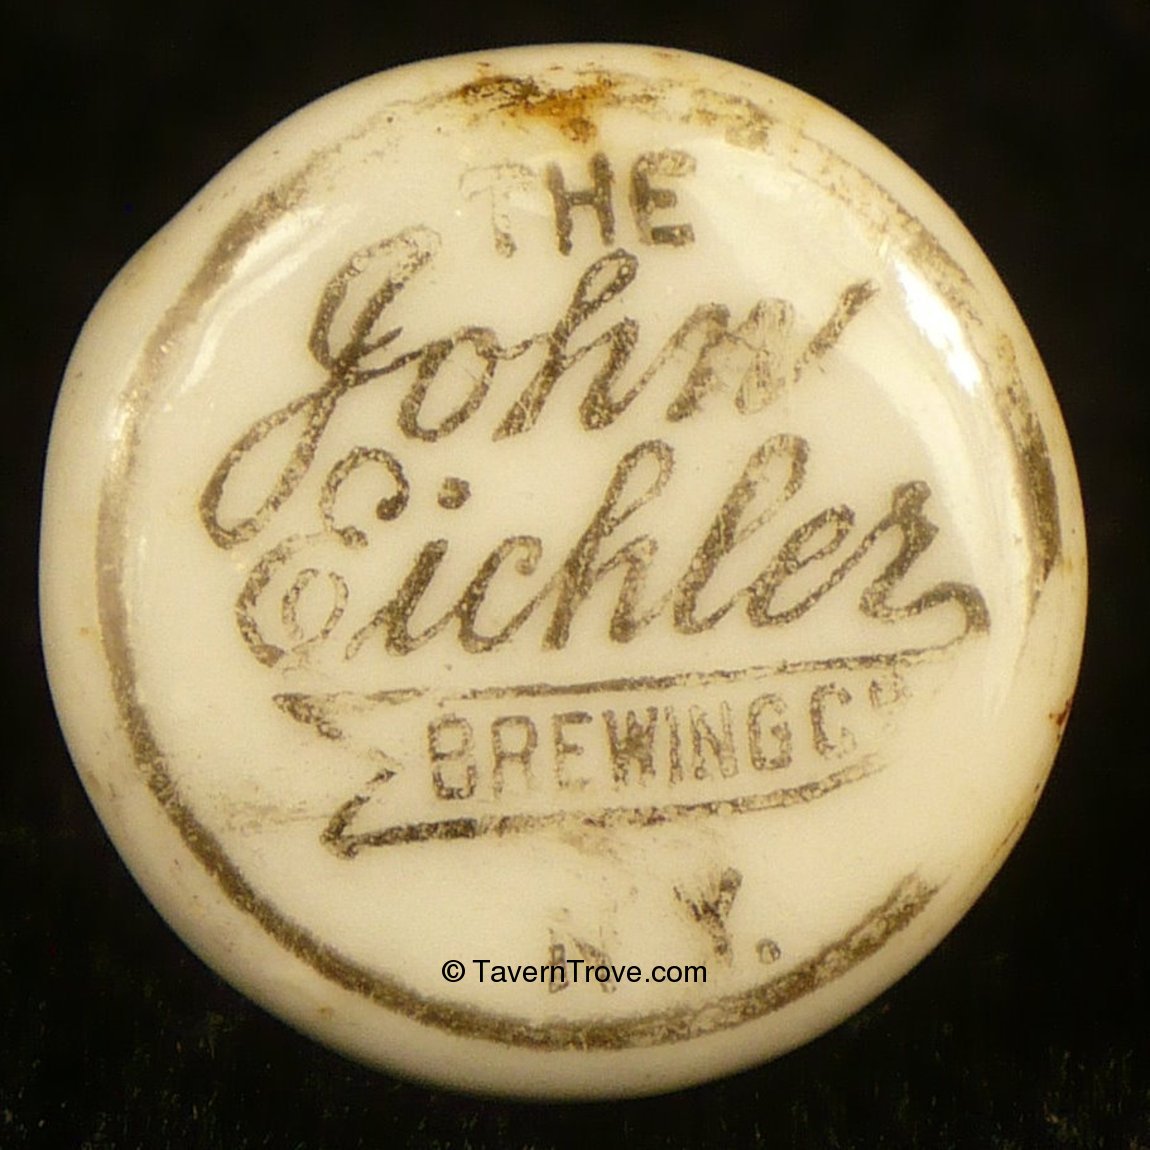 THE
John
Eichler
BREWING Co
N.Y.
© TavernTrove.com